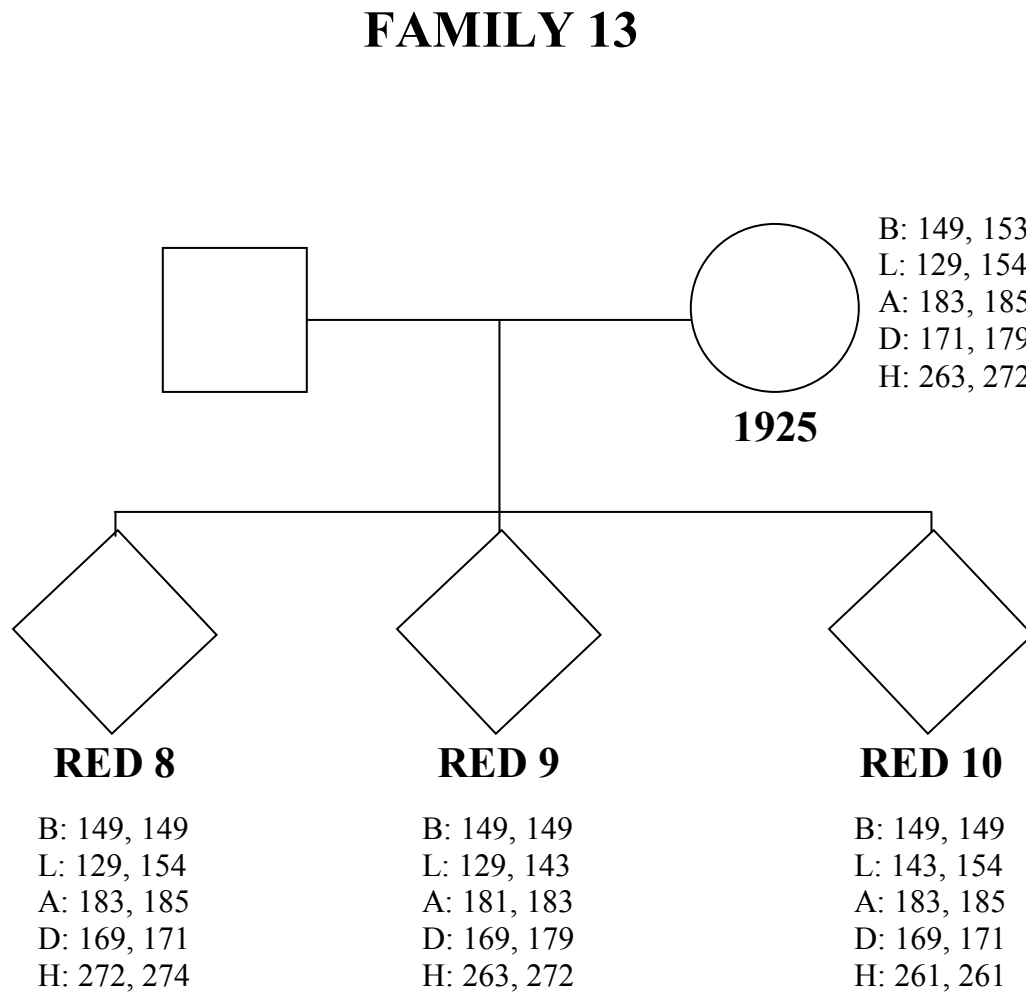 FAMILY 13
B: 149, 153
L: 129, 154
A: 183, 185
D: 171, 179
H: 263, 272
1925
RED 8
B: 149, 149
L: 129, 154
A: 183, 185
D: 169, 171
H: 272, 274
RED 9
B: 149, 149
L: 129, 143
A: 181, 183
D: 169, 179
H: 263, 272
RED 10
B: 149, 149
L: 143, 154
A: 183, 185
D: 169, 171
H: 261, 261